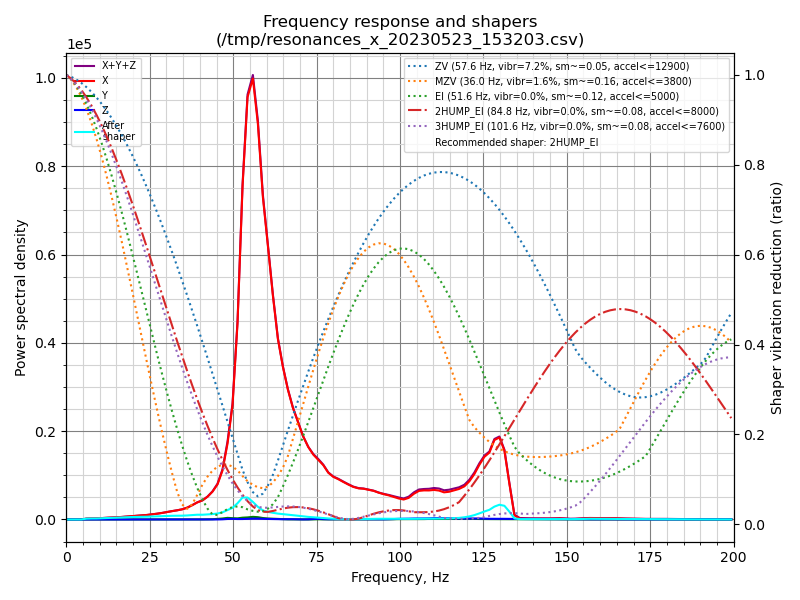 Frequency response and shapers
(/tmp/resonances_x_20230523_153203.csv)
1e5
X+Y+Z
X
Y
Z
After
shaper
ZV (57.6 Hz, vibr=7.2%, sm~=0.05, accel<=12900)
MZV (36.0 Hz, vibr=1.6%, sm~=0.16, accel<=3800)
EI (51.6 Hz, vibr=0.0%, sm~=0.12, accel<=5000)
2HUMP_EI (84.8 Hz, vibr=0.0%, sm~=0.08, accel<=8000)
3HUMP_EI (101.6 Hz, vibr=0.0%, sm~=0.08, accel<=7600)
Recommended shaper: 2HUMP_EI
Power spectral density
1.0
0.8
0.6
0.4
0.2
0.0
1.0
0.8
0.6
0.4
0.2
0.0
Shaper vibration reduction (ratio)
0 25 50 75 100 125 150 175 200
Frequency, Hz